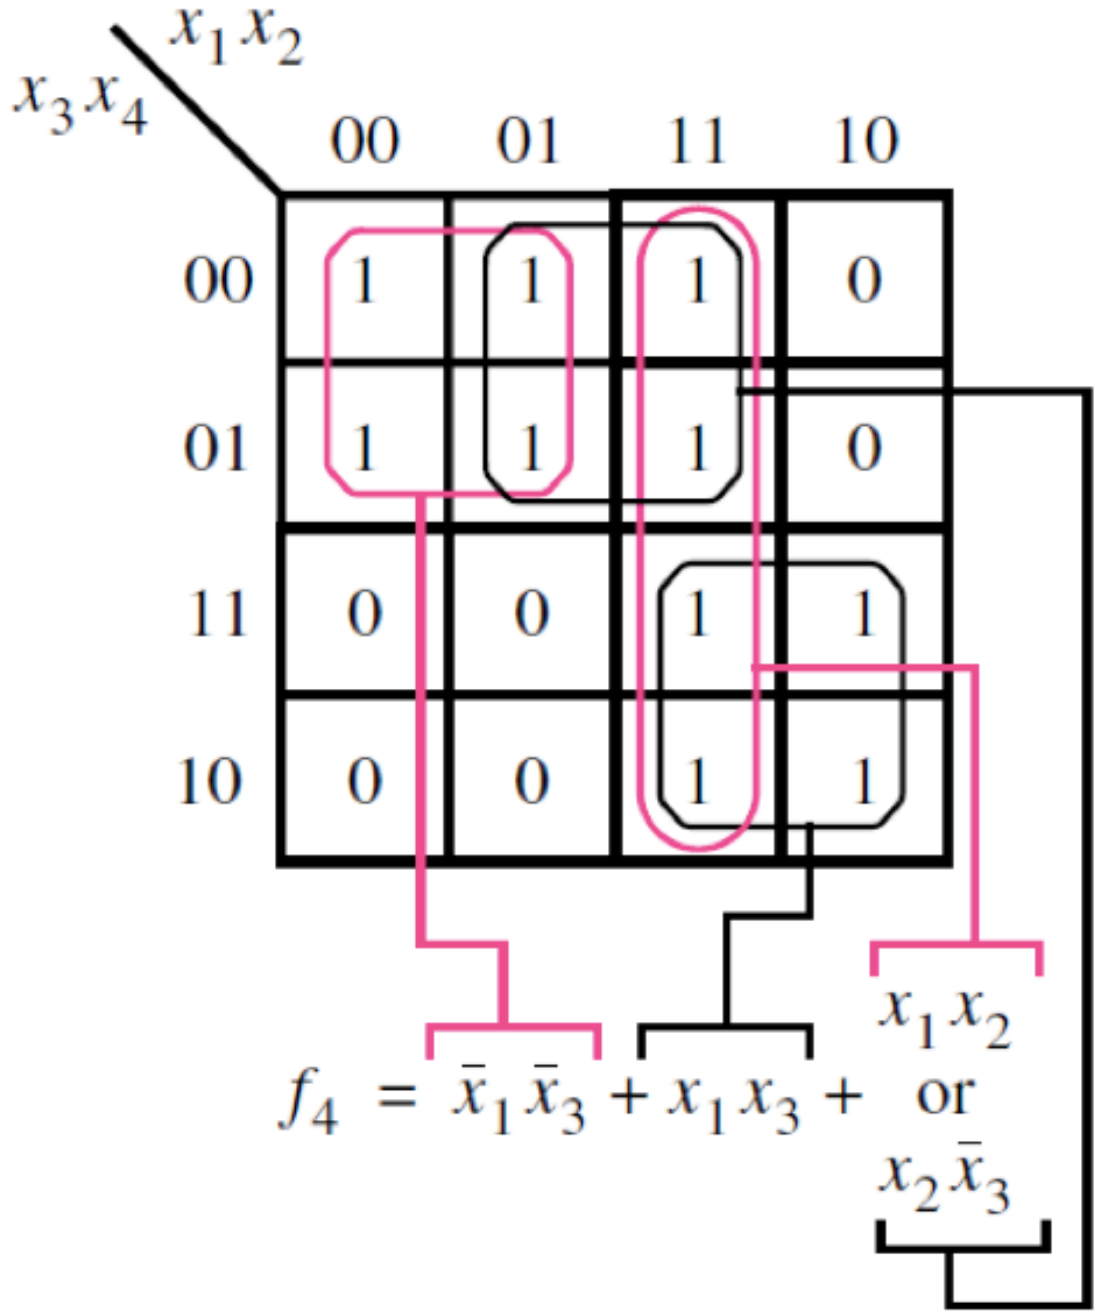 x₁x₂
x₃x₄
00 01 11 10
00 1 1 1 0
01 1 1 1 0
11 0 0 1 1
10 0 0 1 1
x₁x₂
f₄ = x̄₁x̄₃ + x₁x₃ + or
x₂x̄₃